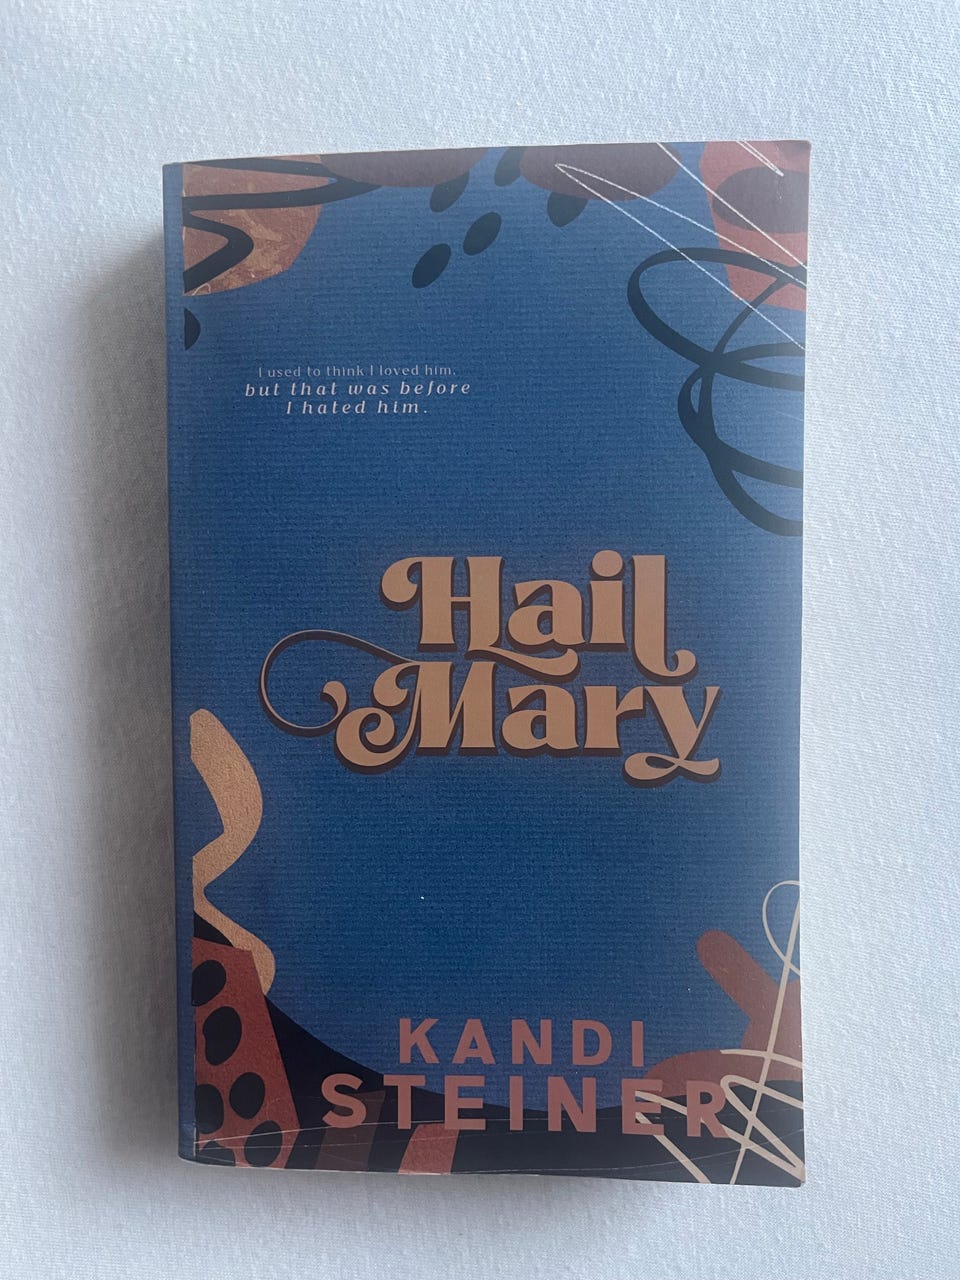 I used to think I loved him,
but that was before
I hated him.
Hail
Mary
KANDI
STEINER